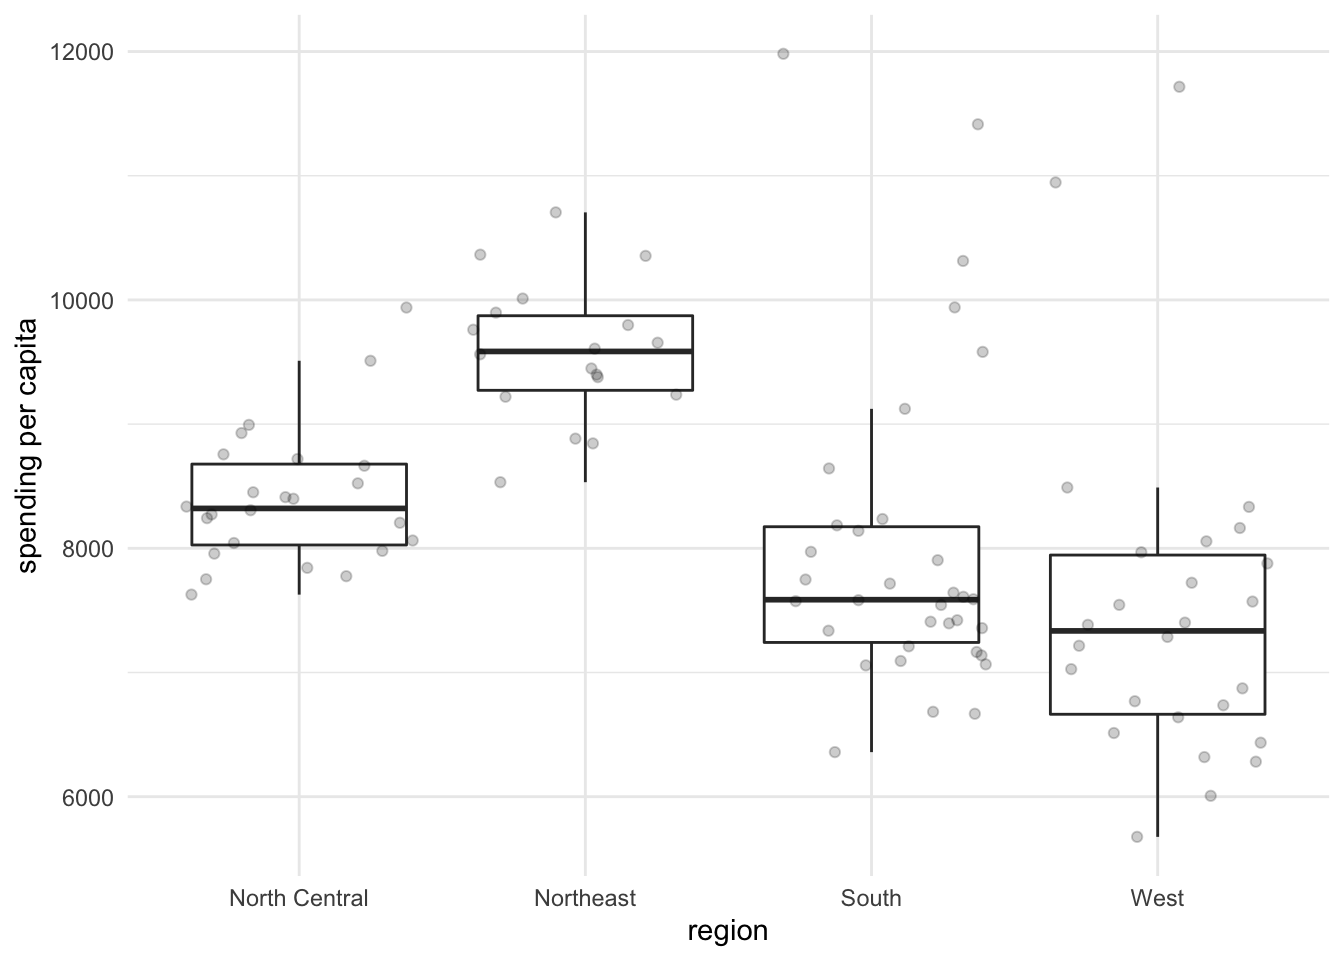 12000
10000
8000
6000
spending per capita
North Central
Northeast
South
West
region